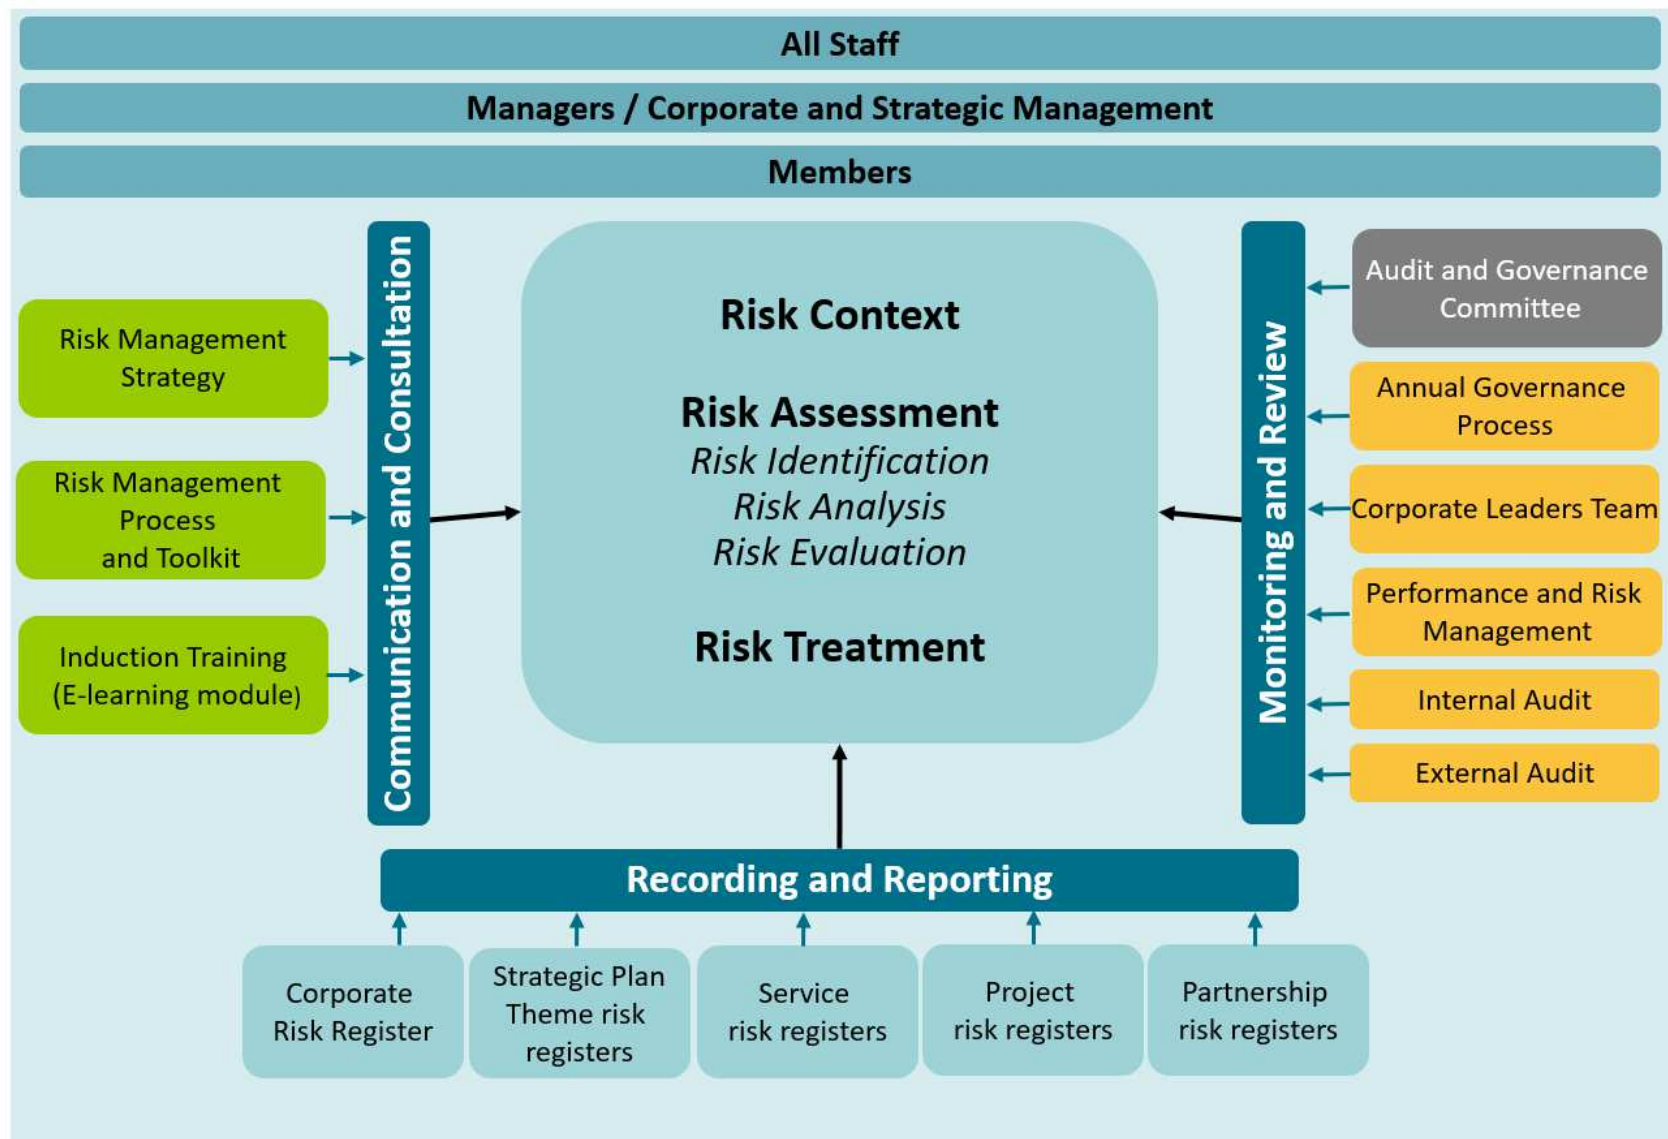 All Staff
Managers / Corporate and Strategic Management
Members
Risk Management
Strategy
Risk Management
Process
and Toolkit
Induction Training
(E-learning module)
Communication and Consultation
Risk Context
Risk Assessment
Risk Identification
Risk Analysis
Risk Evaluation
Risk Treatment
Monitoring and Review
Audit and Governance
Committee
Annual Governance
Process
Corporate Leaders Team
Performance and Risk
Management
Internal Audit
External Audit
Recording and Reporting
Corporate
Risk Register
Strategic Plan
Theme risk
registers
Service
risk registers
Project
risk registers
Partnership
risk registers